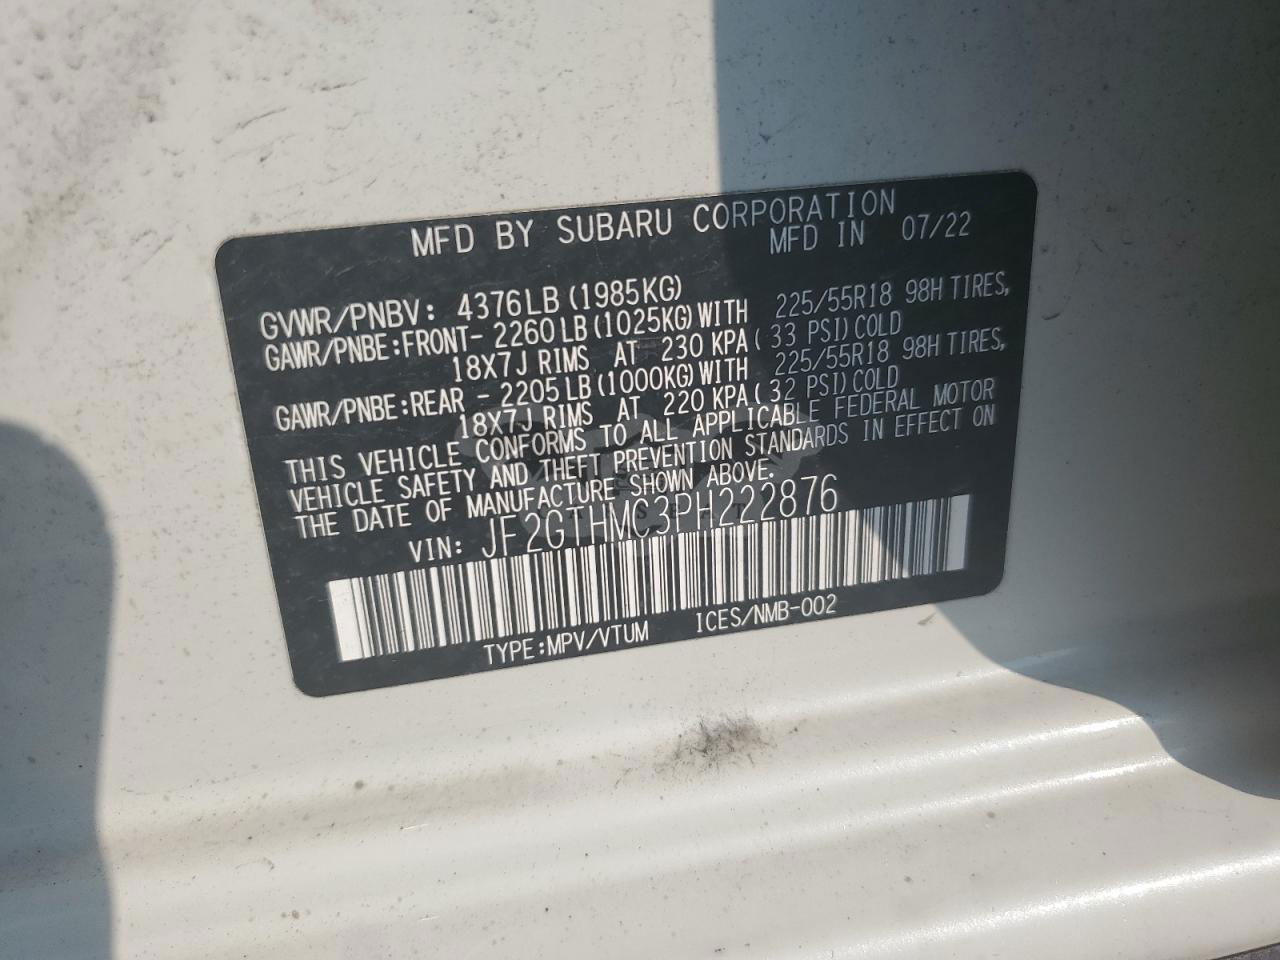 MFD BY SUBARU CORPORATION
MFD IN 07/22
GVWR/PNBV: 4376LB (1985KG)
GAWR/PNBE:FRONT- 2260LB (1025KG) WITH 225/55R18 98H TIRES,
18X7J RIMS AT 230 KPA( 33 PSI) COLD
GAWR/PNBE:REAR - 2205LB (1000KG) WITH 225/55R18 98H TIRES,
18X7J RIMS AT 220 KPA( 32 PSI) COLD
THIS VEHICLE CONFORMS TO ALL APPLICABLE FEDERAL MOTOR
VEHICLE SAFETY AND THEFT PREVENTION STANDARDS IN EFFECT ON
THE DATE OF MANUFACTURE SHOWN ABOVE.
VIN: JF2GTHMC3PH222876
TYPE:MPV/VTUM ICES/NMB-002